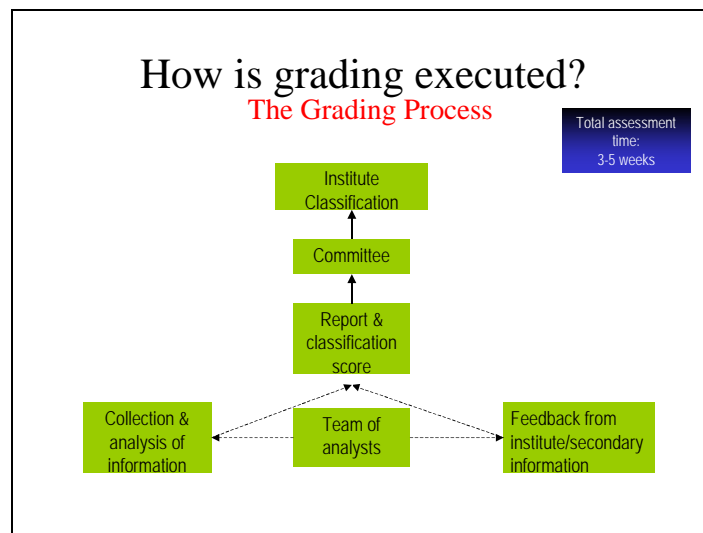 How is grading executed?
The Grading Process
Total assessment
time:
3-5 weeks
Institute
Classification
Committee
Report &
classification
score
Collection &
analysis of
information
Team of
analysts
Feedback from
institute/secondary
information